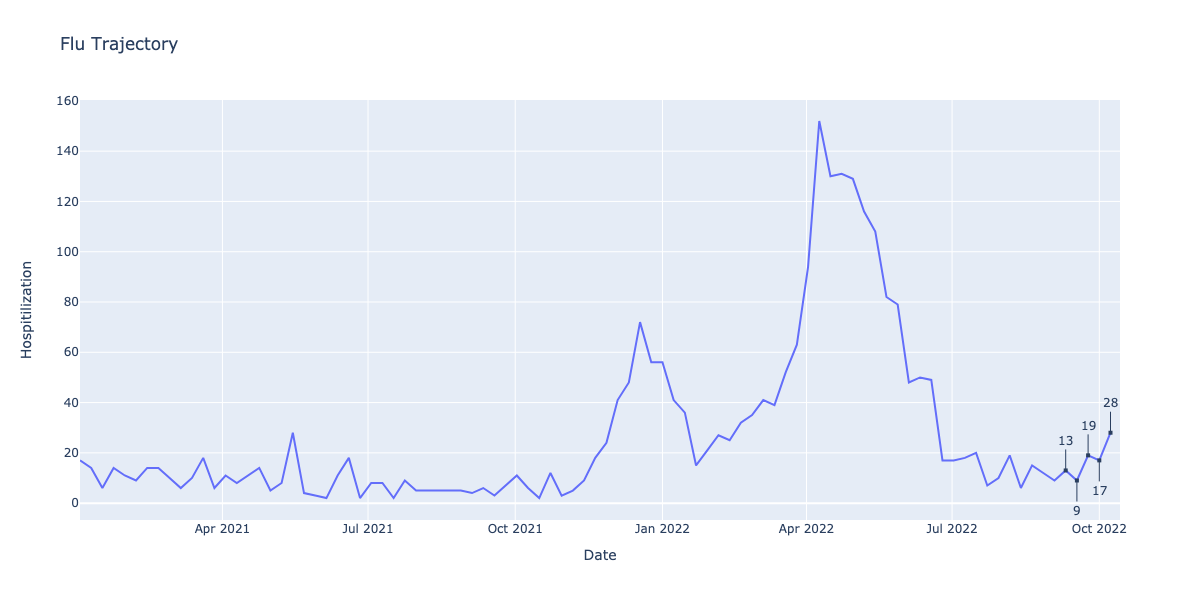 Flu Trajectory
160
140
120
100
80
60
40
20
0
Hospitilization
13
9
19
17
28
Apr 2021
Jul 2021
Oct 2021
Jan 2022
Apr 2022
Jul 2022
Oct 2022
Date